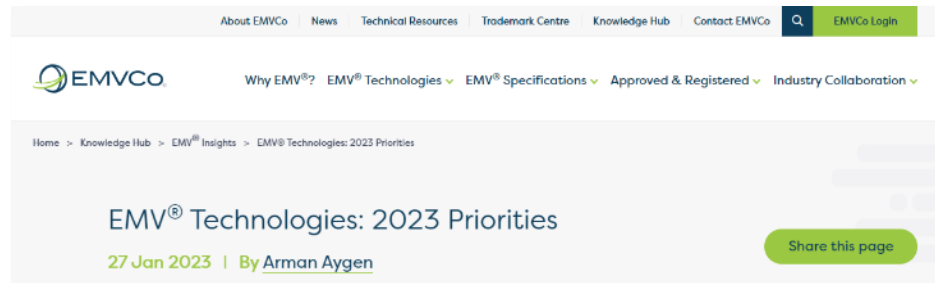 About EMVCo News Technical Resources Trademark Centre Knowledge Hub Contact EMVCo EMVCo Login
EMVCo. Why EMV®? EMV® Technologies EMV® Specifications Approved & Registered Industry Collaboration
Home > Knowledge Hub > EMV® Insights > EMV® Technologies: 2023 Priorities
EMV® Technologies: 2023 Priorities
Share this page
27 Jan 2023 | By Arman Aygen